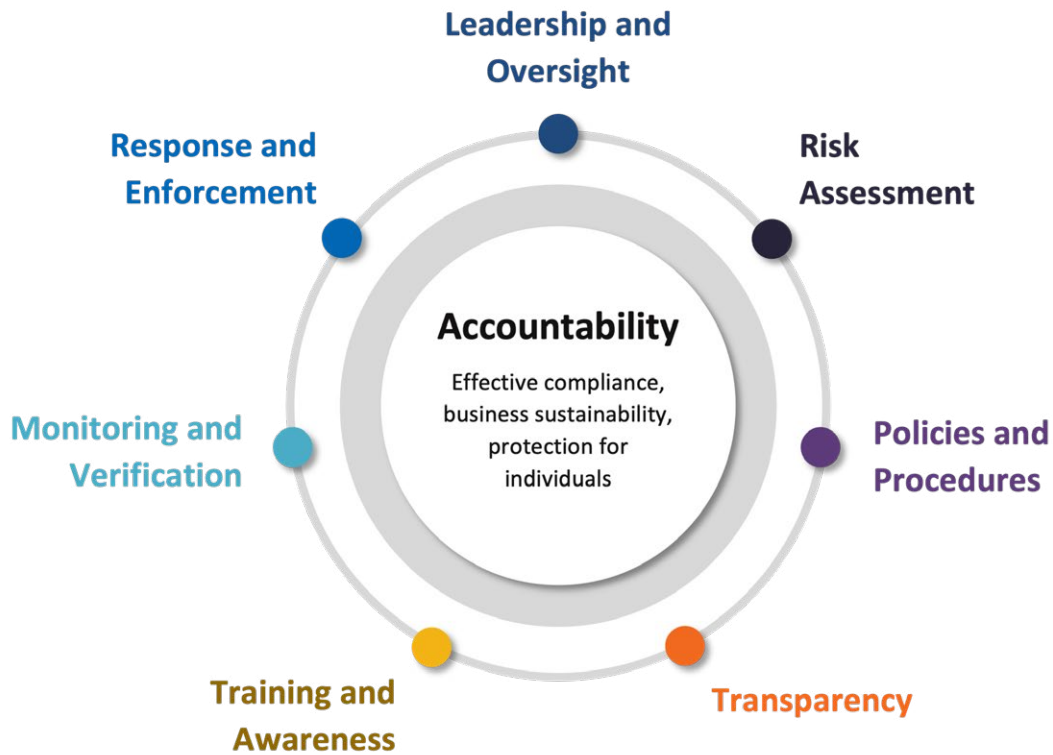 Leadership and
Oversight
Risk
Assessment
Policies and
Procedures
Transparency
Training and
Awareness
Monitoring and
Verification
Response and
Enforcement
Accountability
Effective compliance,
business sustainability,
protection for
individuals